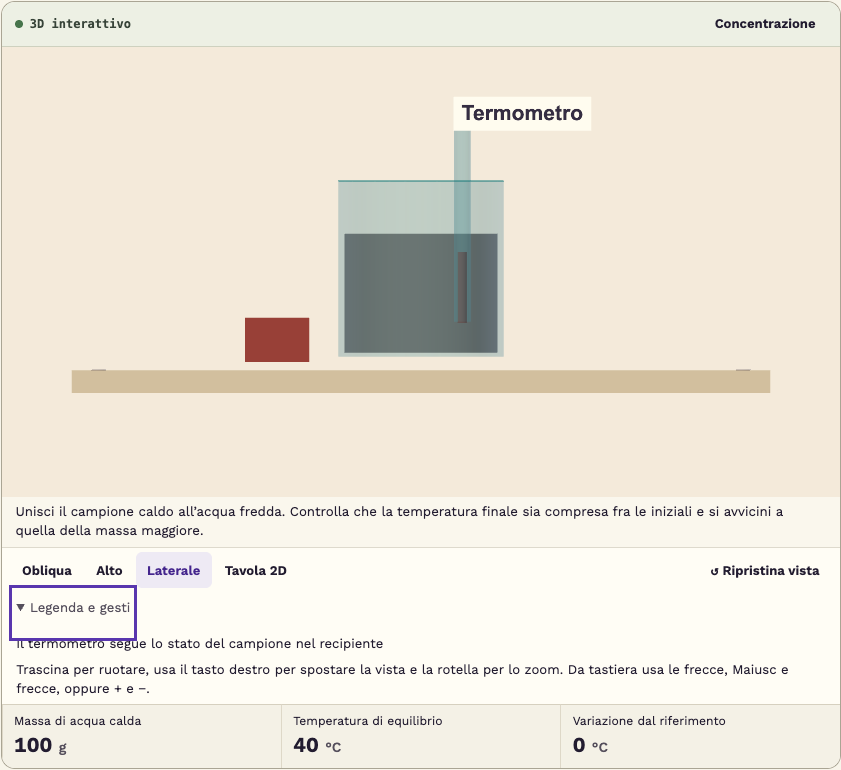 3D interattivo
Concentrazione
Termometro
Unisci il campione caldo all'acqua fredda. Controlla che la temperatura finale sia compresa fra le iniziali e si avvicini a
quella della massa maggiore.
Obliqua Alto Laterale Tavola 2D ↺ Ripristina vista
▼ Legenda e gesti
Il termometro segue lo stato del campione nel recipiente
Trascina per ruotare, usa il tasto destro per spostare la vista e la rotella per lo zoom. Da tastiera usa le frecce, Maiusc e
frecce, oppure + e −.
Massa di acqua calda
100 g
Temperatura di equilibrio
40 °C
Variazione dal riferimento
0 °C